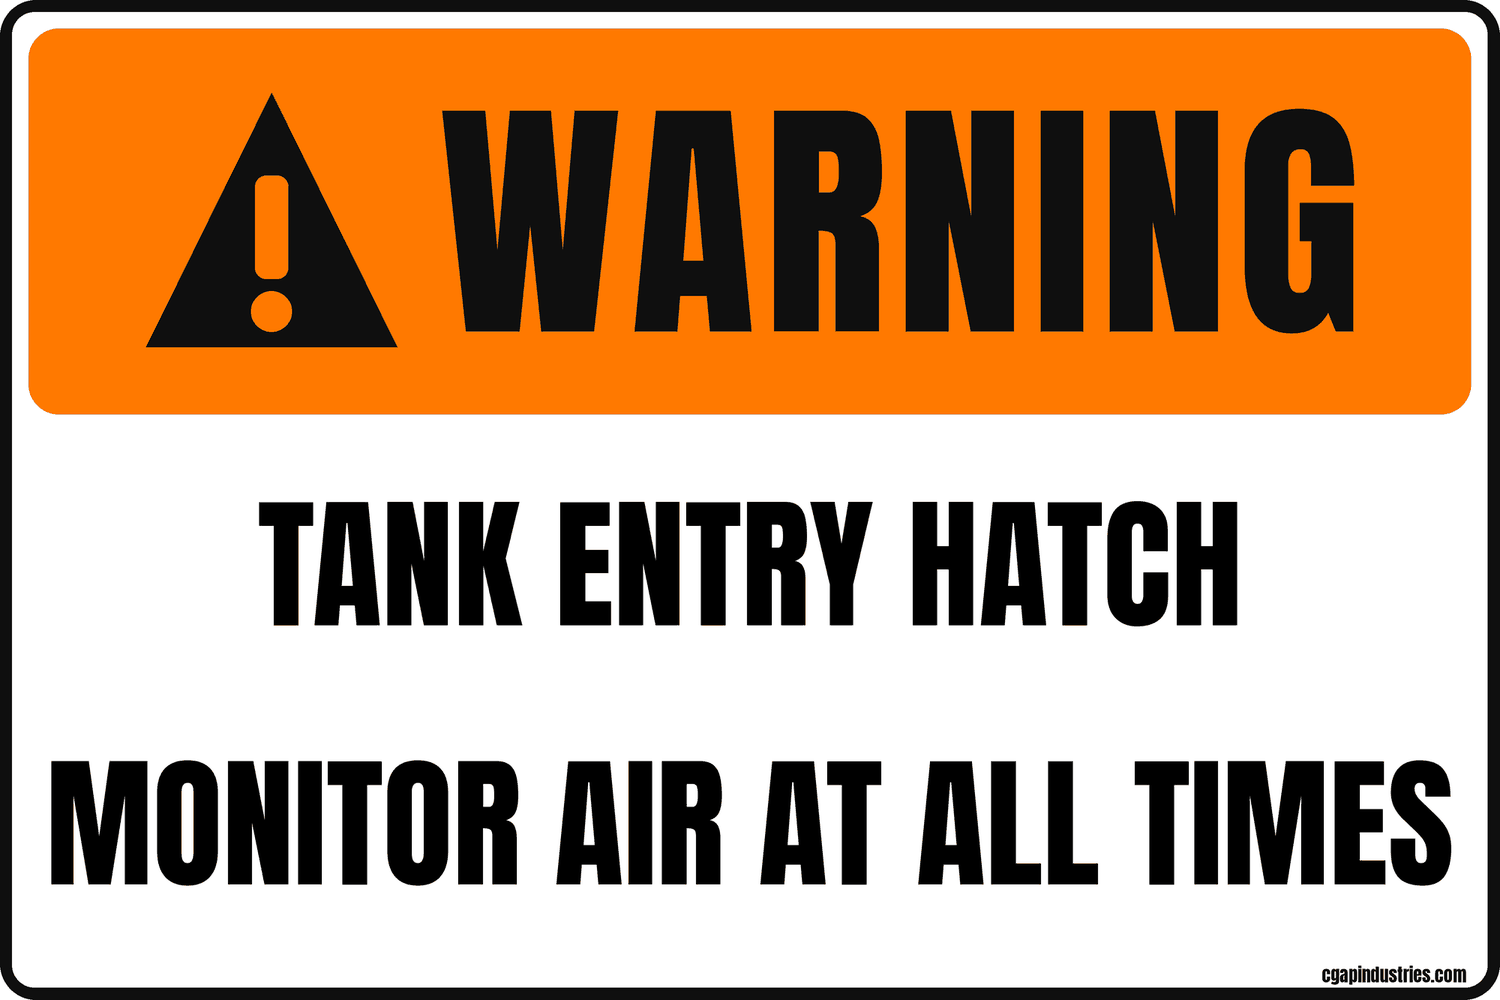 WARNING
TANK ENTRY HATCH
MONITOR AIR AT ALL TIMES
cgapindustries.com